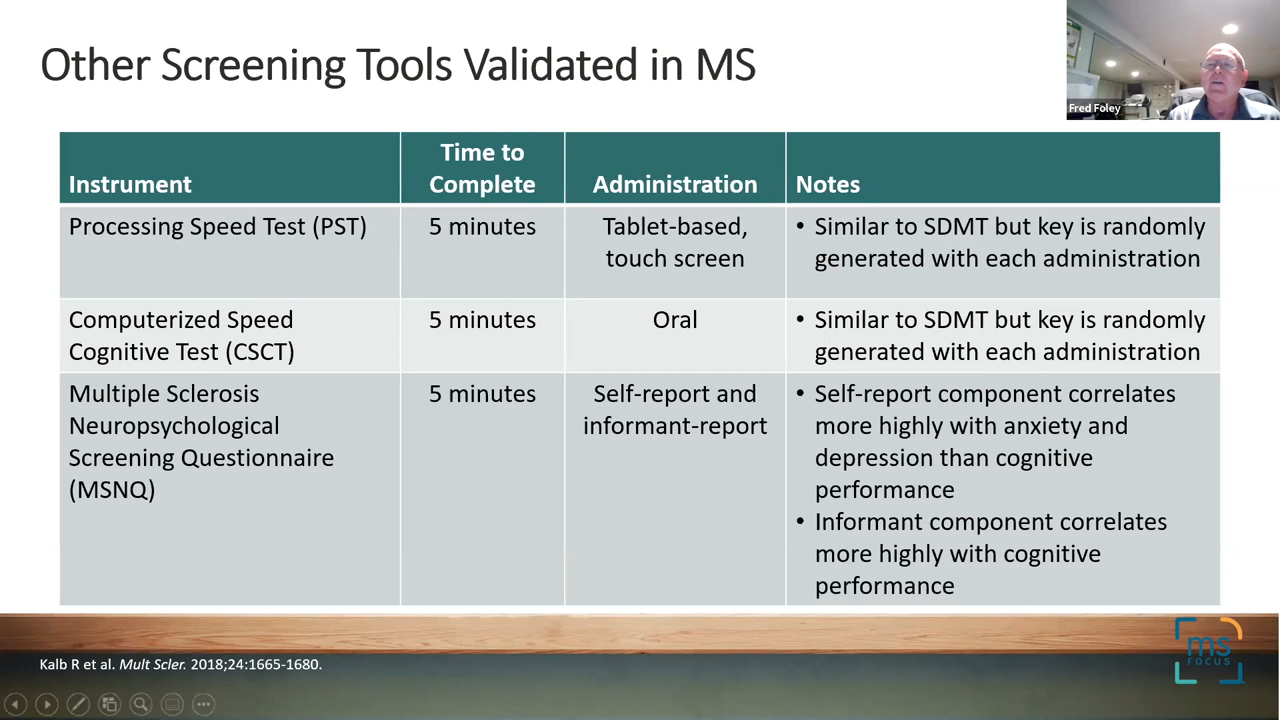 Other Screening Tools Validated in MS
Fred Foley
Instrument
Time to
Complete
Administration
Notes
Processing Speed Test (PST)
5 minutes
Tablet-based,
touch screen
• Similar to SDMT but key is randomly
generated with each administration
Computerized Speed
Cognitive Test (CSCT)
5 minutes
Oral
• Similar to SDMT but key is randomly
generated with each administration
Multiple Sclerosis
Neuropsychological
Screening Questionnaire
(MSNQ)
5 minutes
Self-report and
informant-report
• Self-report component correlates
more highly with anxiety and
depression than cognitive
performance
• Informant component correlates
more highly with cognitive
performance
Kalb R et al. Mult Scler. 2018;24:1665-1680.
ms
FOCUS